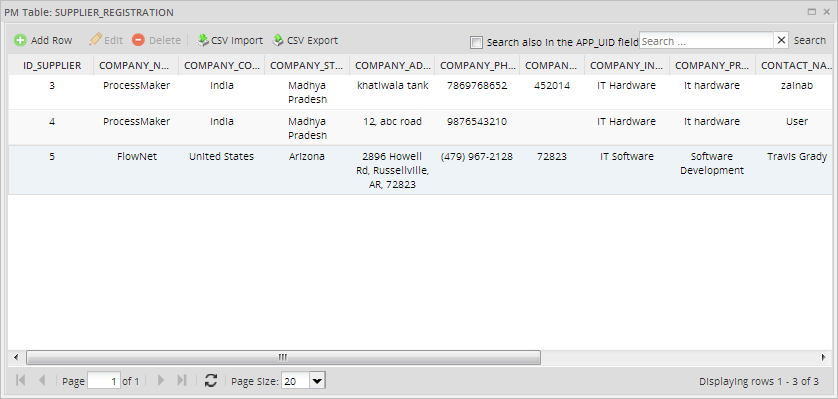 PM Table: SUPPLIER_REGISTRATION
Add Row Edit Delete CSV Import CSV Export Search also in the APP_UID field Search ... Search
ID_SUPPLIER COMPANY_N... COMPANY_CO... COMPANY_ST... COMPANY_AD... COMPANY_PH... COMPAN... COMPANY_IN... COMPANY_PR... CONTACT_NA...
3 ProcessMaker India Madhya khatiwala tank 7869768652 452014 IT Hardware It hardware zainab
Pradesh
4 ProcessMaker India Madhya 12, abc road 9876543210 IT Hardware It hardware User
Pradesh
5 FlowNet United States Arizona 2896 Howell (479) 967-2128 72823 IT Software Software Travis Grady
Rd, Russellville, Development
AR, 72823
Page 1 of 1 Page Size: 20 Displaying rows 1 - 3 of 3